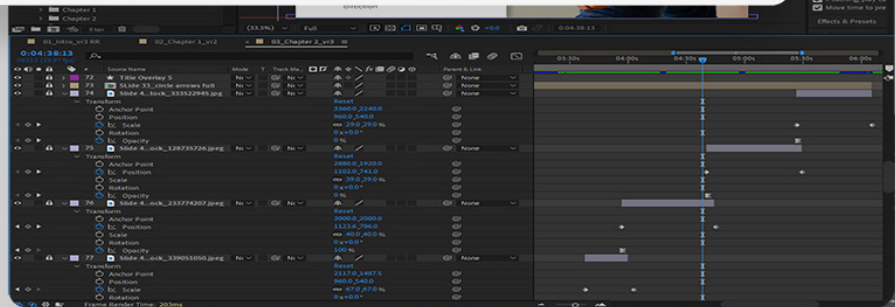 Chapter 1
Chapter 2
Direction
Move time to pre
Effects & Presets
(33.3%) Full +0.0 0:04:38:13
01_Intro_vr3 RR 02_Chapter 1_vr2 03_Chapter 2_vr3
0:04:38:13
03:30s 04:00s 04:30s 05:00s 05:30s 06:00s
# Source Name Mode T Track Ma... Parent & Link
72 Title Overlay 5 None
73 SLide 33_circle arrows full None
74 Slide 4...lock_333522945.jpeg None
Transform Reset
Anchor Point 3360.0,2240.0
Position 960.0,540.0
Scale 29.0,29.0%
Rotation 0x+0.0°
Opacity 0%
75 Slide 4...ock_128735726.jpeg None
Transform Reset
Anchor Point 2880.0,1920.0
Position 1102.0,741.0
Scale 39.0,39.0%
Rotation 0x+0.0°
Opacity 0%
76 Slide 4...ock_233774207.jpeg None
Transform Reset
Anchor Point 3000.0,2000.0
Position 1123.6,786.0
Scale 40.0,40.0%
Rotation 0x+0.0°
Opacity 100%
77 Slide 4...ock_339051050.jpeg None
Transform Reset
Anchor Point 2117.0,1487.5
Position 960.0,540.0
Scale 67.0,67.0%
Rotation 0x+0.0°
Frame Render Time: 203ms